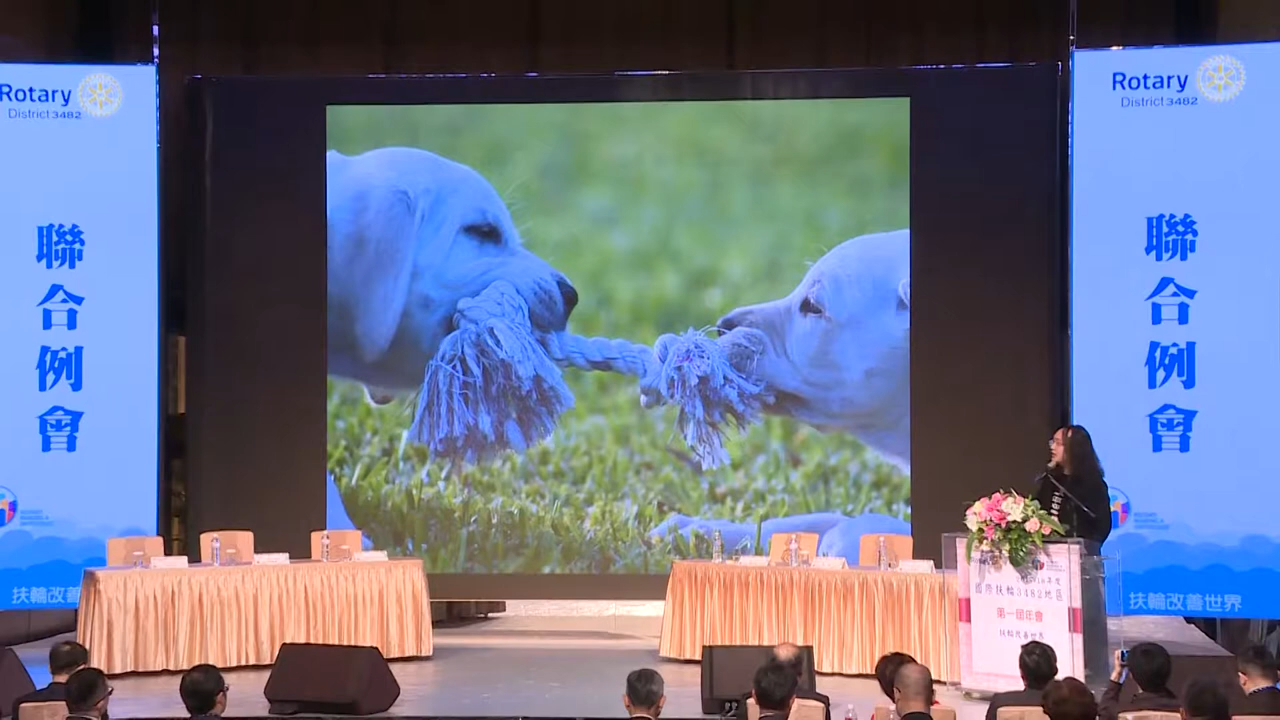 Rotary
District 3482
聯合例會
扶輪改善
Rotary
District 3482
聯合例會
扶輪改善世界
國際扶輪3482地區
第一屆年會
扶輪改善世界